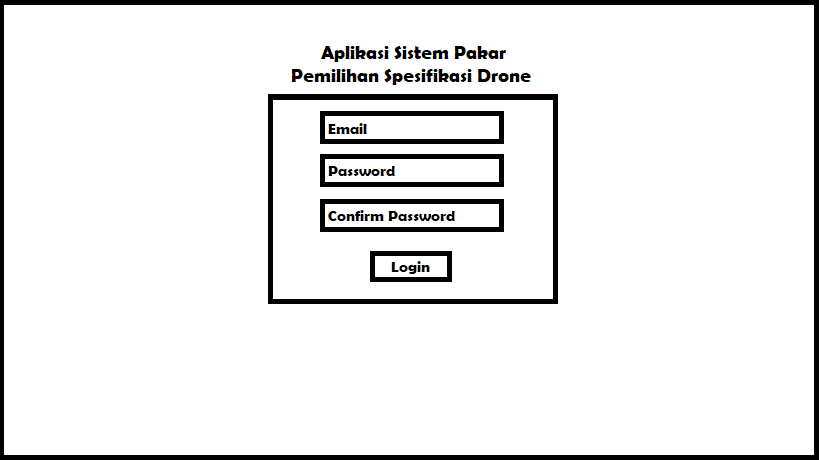 Aplikasi Sistem Pakar
Pemilihan Spesifikasi Drone
Email
Password
Confirm Password
Login